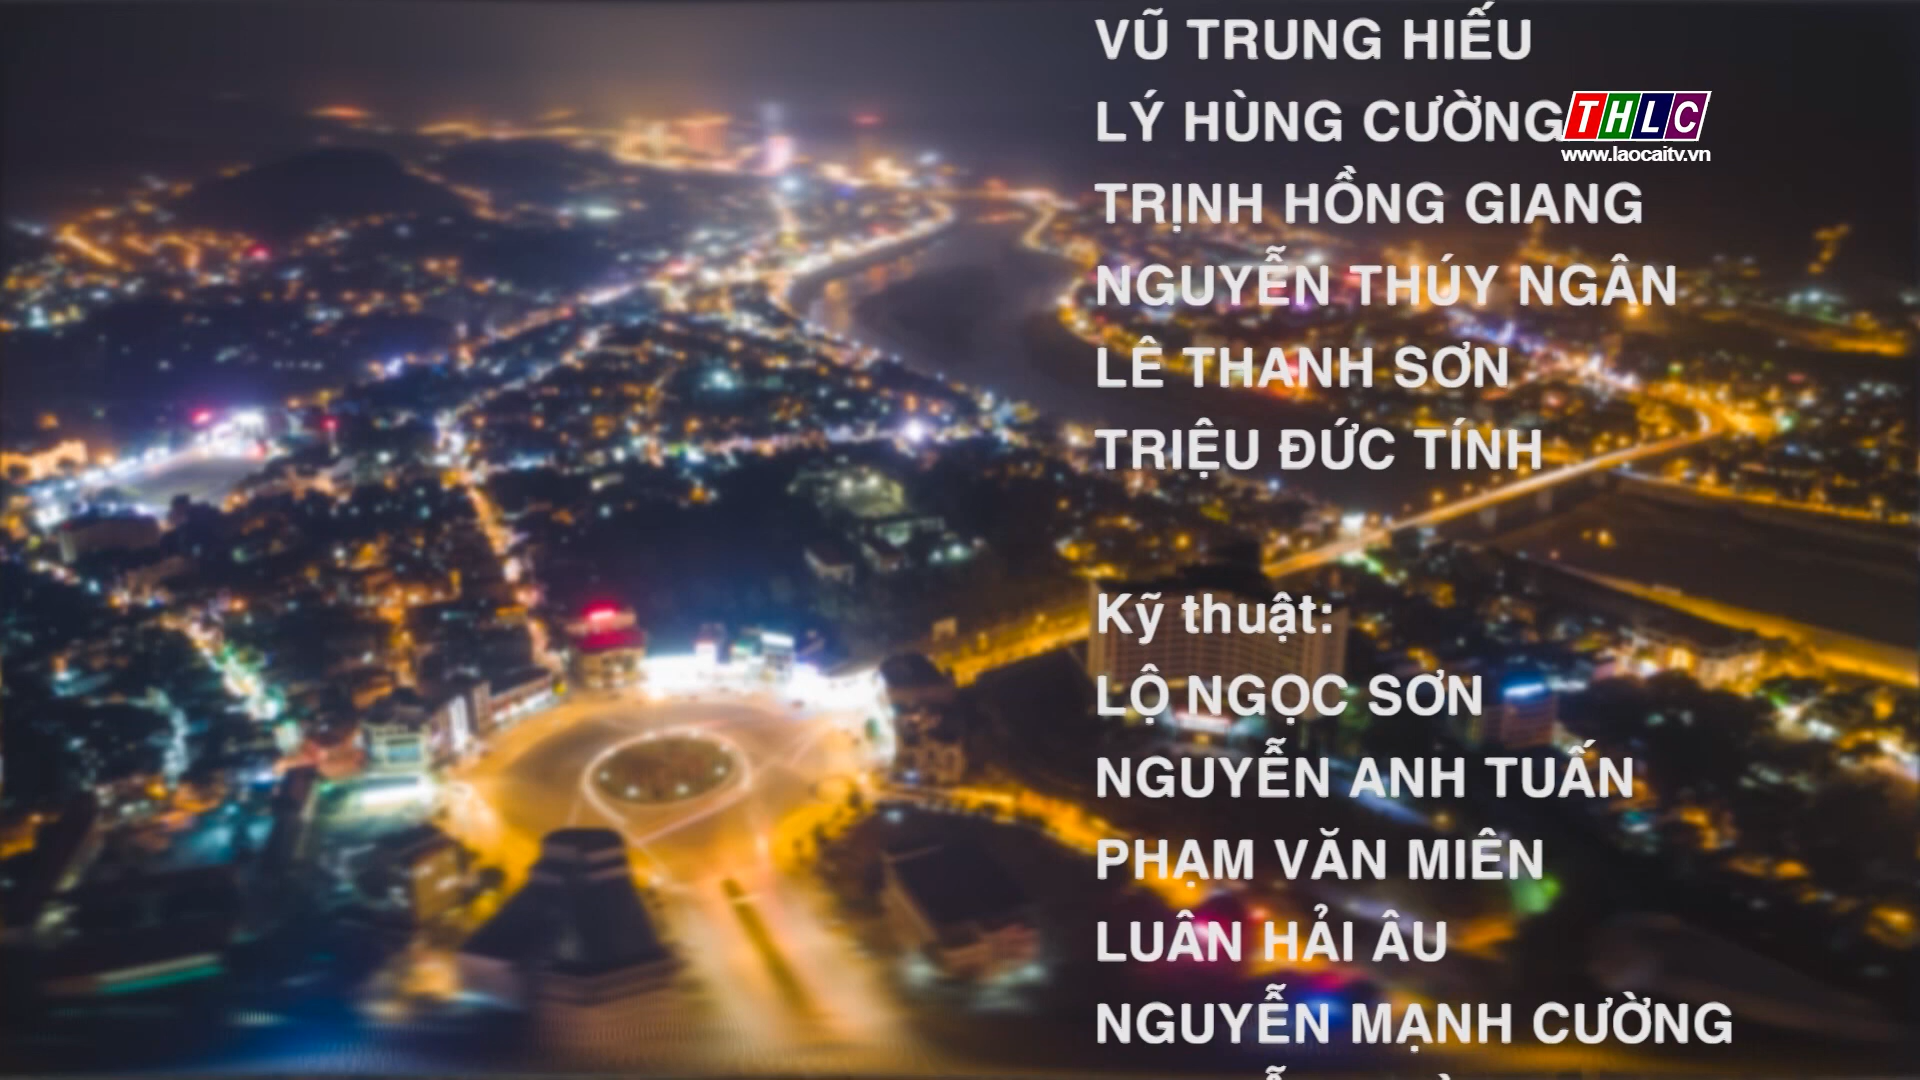 VŨ TRUNG HIẾU
LÝ HÙNG CƯỜNG
THLC
www.laocaitv.vn
TRỊNH HỒNG GIANG
NGUYỄN THÚY NGÂN
LÊ THANH SƠN
TRIỆU ĐỨC TÍNH
Kỹ thuật:
LỘ NGỌC SƠN
NGUYỄN ANH TUẤN
PHẠM VĂN MIÊN
LUÂN HẢI ÂU
NGUYỄN MẠNH CƯỜNG